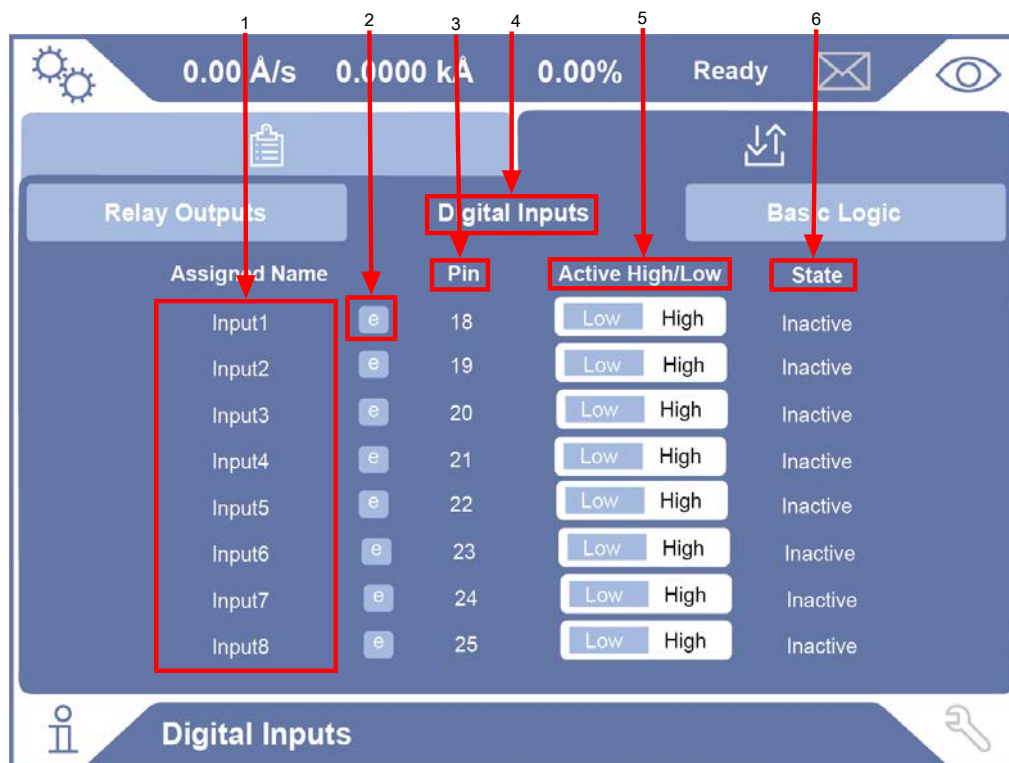 1 2 3 4 5 6
0.00 Å/s 0.0000 kÅ 0.00% Ready
Relay Outputs Digital Inputs Basic Logic
Assigned Name Pin Active High/Low State
Input1 e 18 Low High Inactive
Input2 e 19 Low High Inactive
Input3 e 20 Low High Inactive
Input4 e 21 Low High Inactive
Input5 e 22 Low High Inactive
Input6 e 23 Low High Inactive
Input7 e 24 Low High Inactive
Input8 e 25 Low High Inactive
Digital Inputs